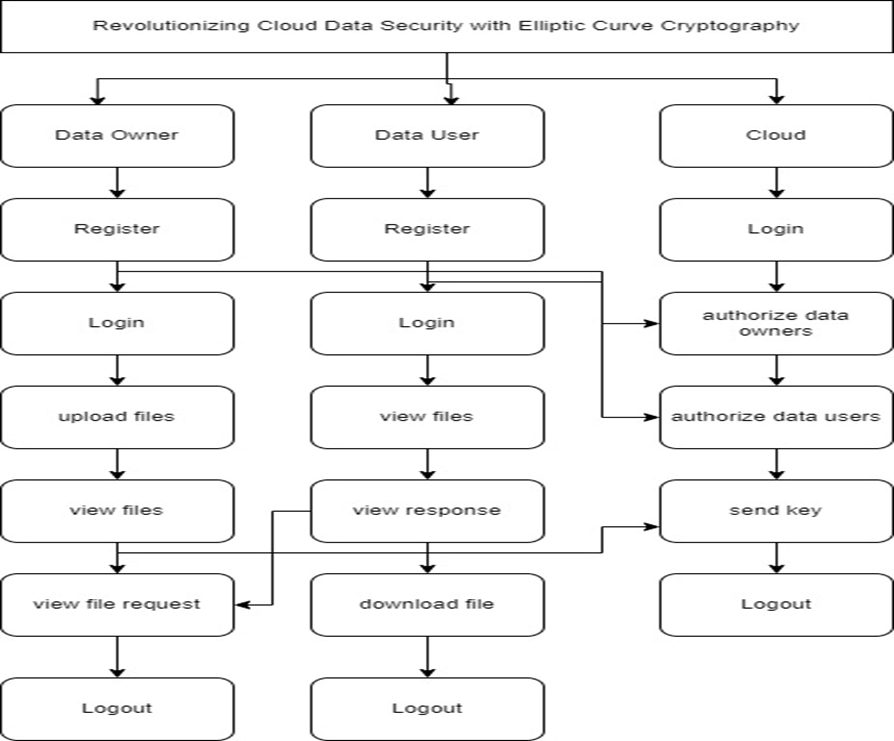 Revolutionizing Cloud Data Security with Elliptic Curve Cryptography
Data Owner
Data User
Cloud
Register
Register
Login
Login
Login
authorize data
owners
upload files
view files
authorize data users
view files
view response
send key
view file request
download file
Logout
Logout
Logout